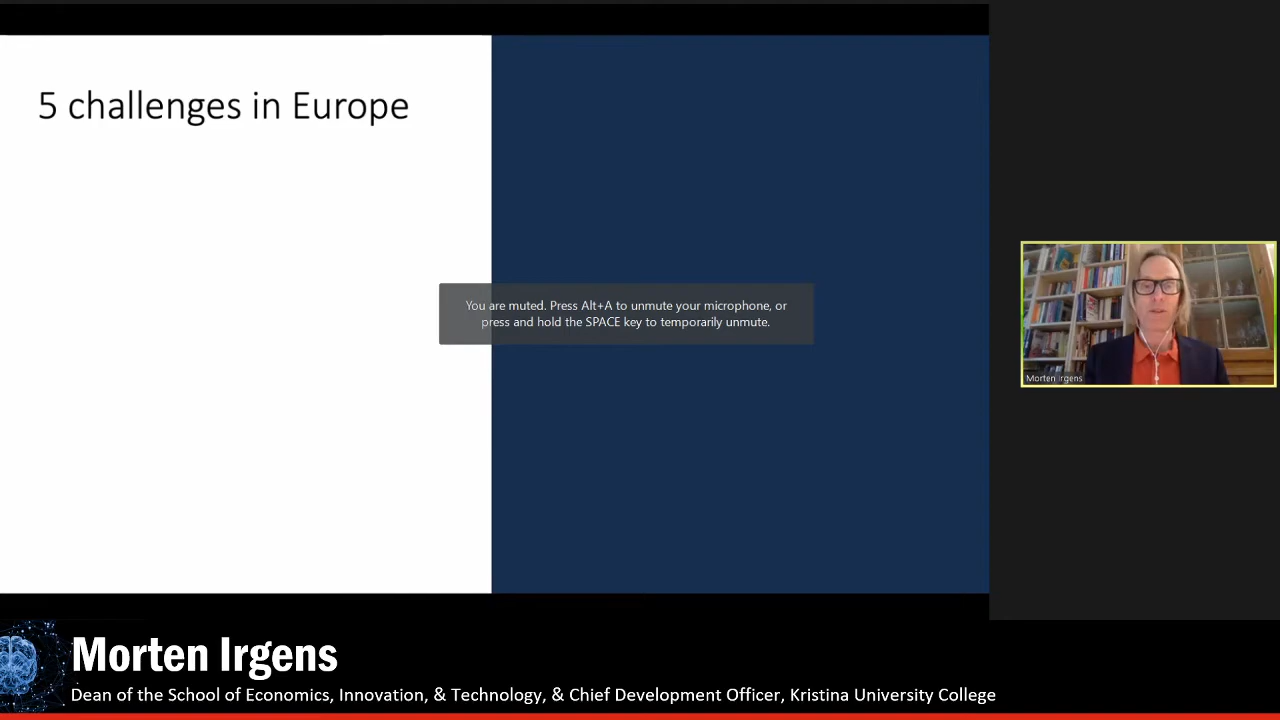 5 challenges in Europe
You are muted. Press Alt+A to unmute your microphone, or
press and hold the SPACE key to temporarily unmute.
Morten Irgens
Morten Irgens
Dean of the School of Economics, Innovation, & Technology, & Chief Development Officer, Kristina University College